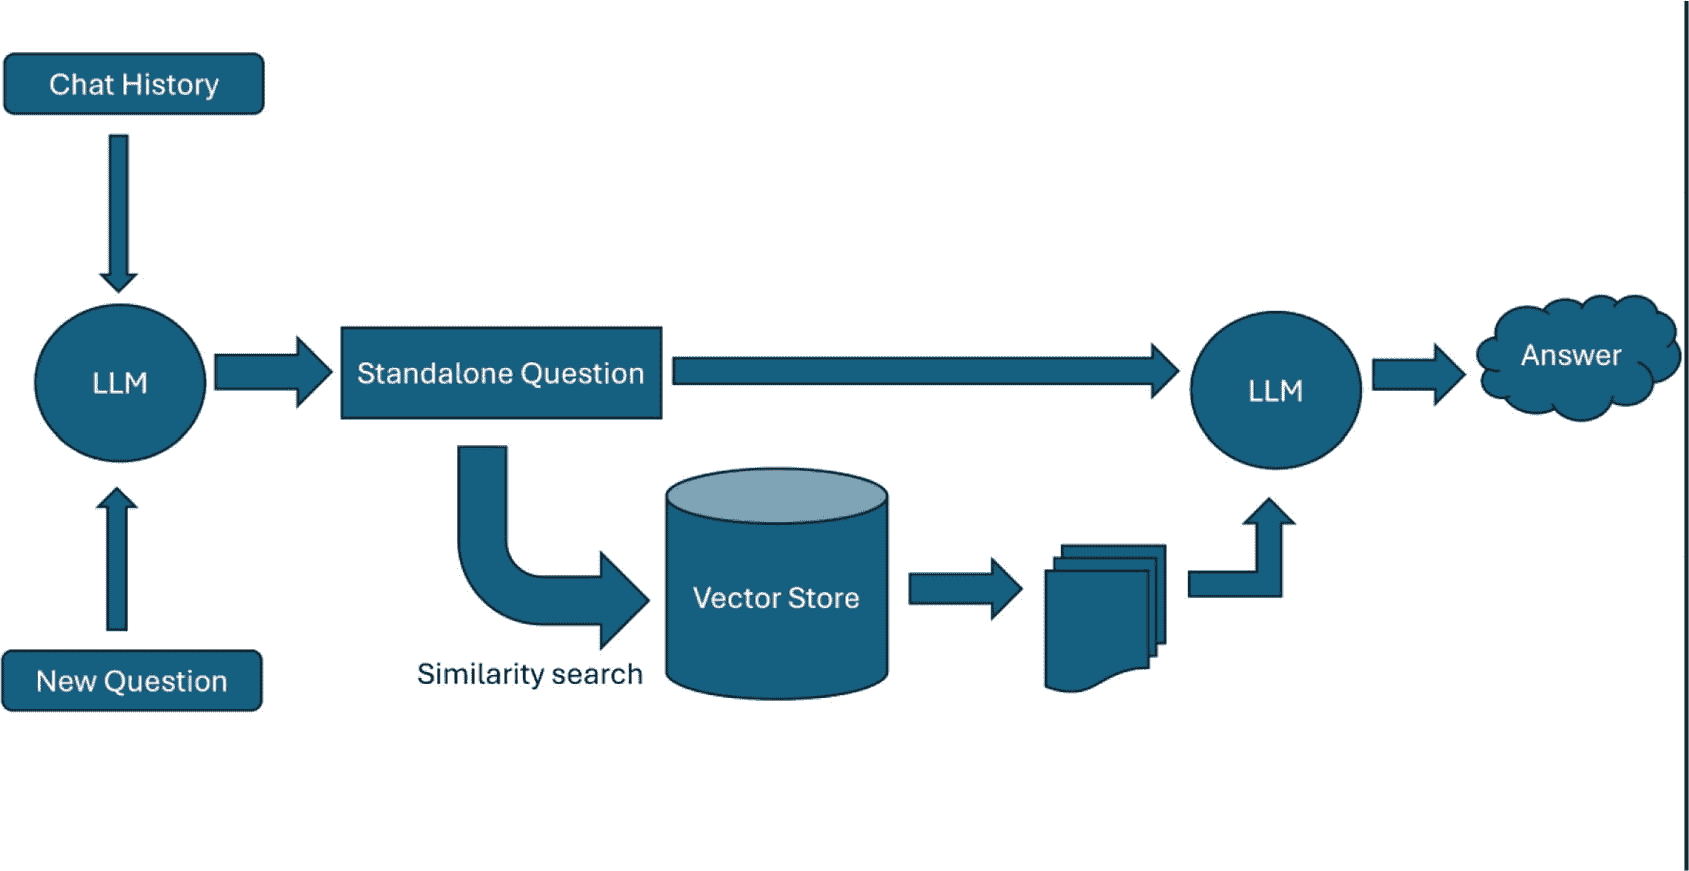 Chat History
LLM
Standalone Question
LLM
Answer
Vector Store
Similarity search
New Question